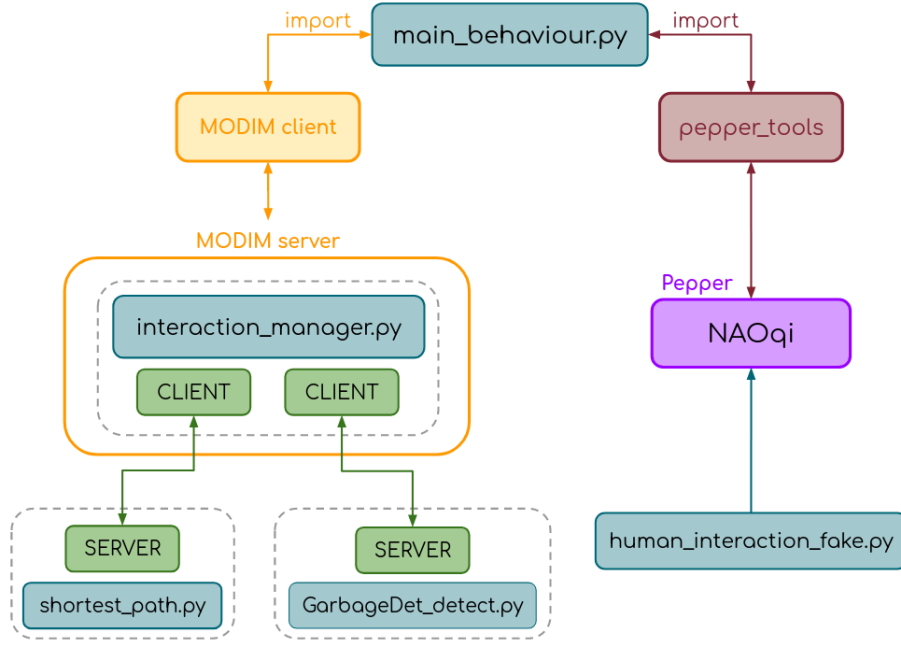 import
main_behaviour.py
import
MODIM client
pepper_tools
MODIM server
Pepper
interaction_manager.py
NAOqi
CLIENT
CLIENT
SERVER
SERVER
human_interaction_fake.py
shortest_path.py
GarbageDet_detect.py